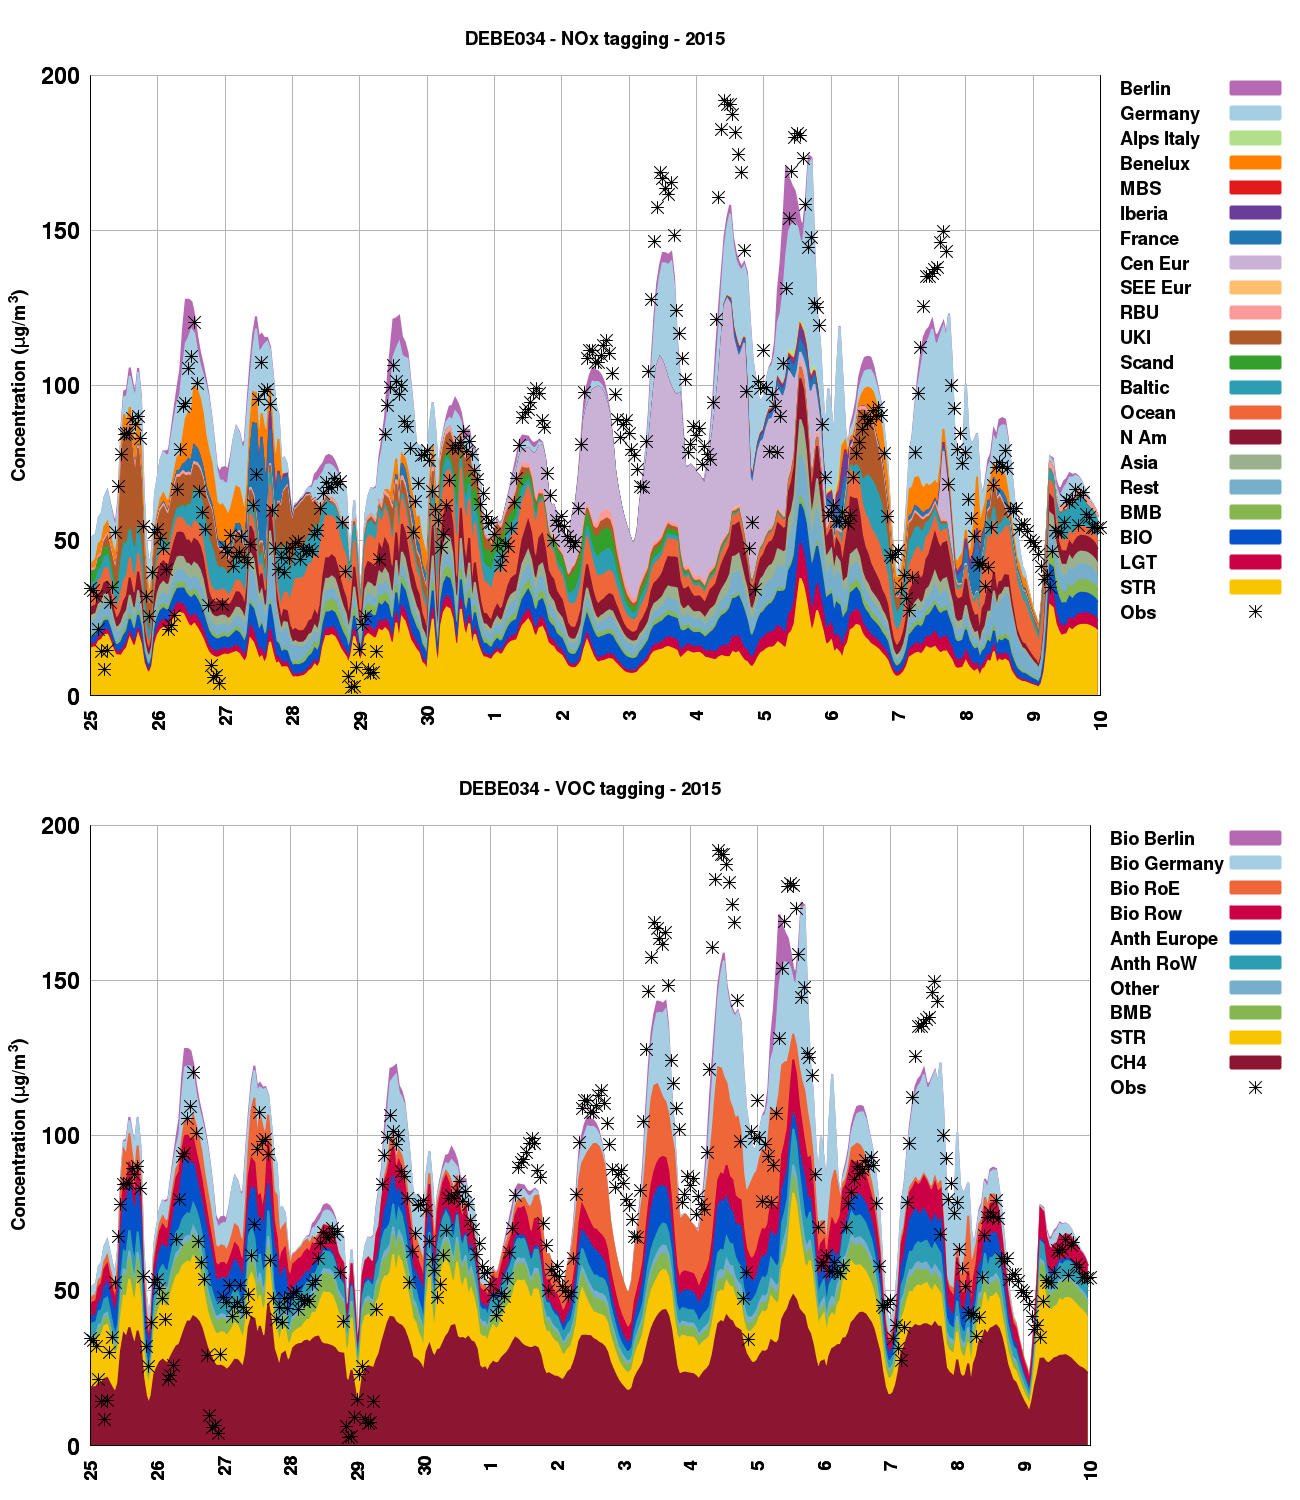 DEBE034 - NOx tagging - 2015
Concentration (µg/m³)
200
150
100
50
0
25 26 27 28 29 30 1 2 3 4 5 6 7 8 9 10
Berlin
Germany
Alps Italy
Benelux
MBS
Iberia
France
Cen Eur
SEE Eur
RBU
UKI
Scand
Baltic
Ocean
N Am
Asia
Rest
BMB
BIO
LGT
STR
Obs
DEBE034 - VOC tagging - 2015
Concentration (µg/m³)
200
150
100
50
0
25 26 27 28 29 30 1 2 3 4 5 6 7 8 9 10
Bio Berlin
Bio Germany
Bio RoE
Bio Row
Anth Europe
Anth RoW
Other
BMB
STR
CH4
Obs